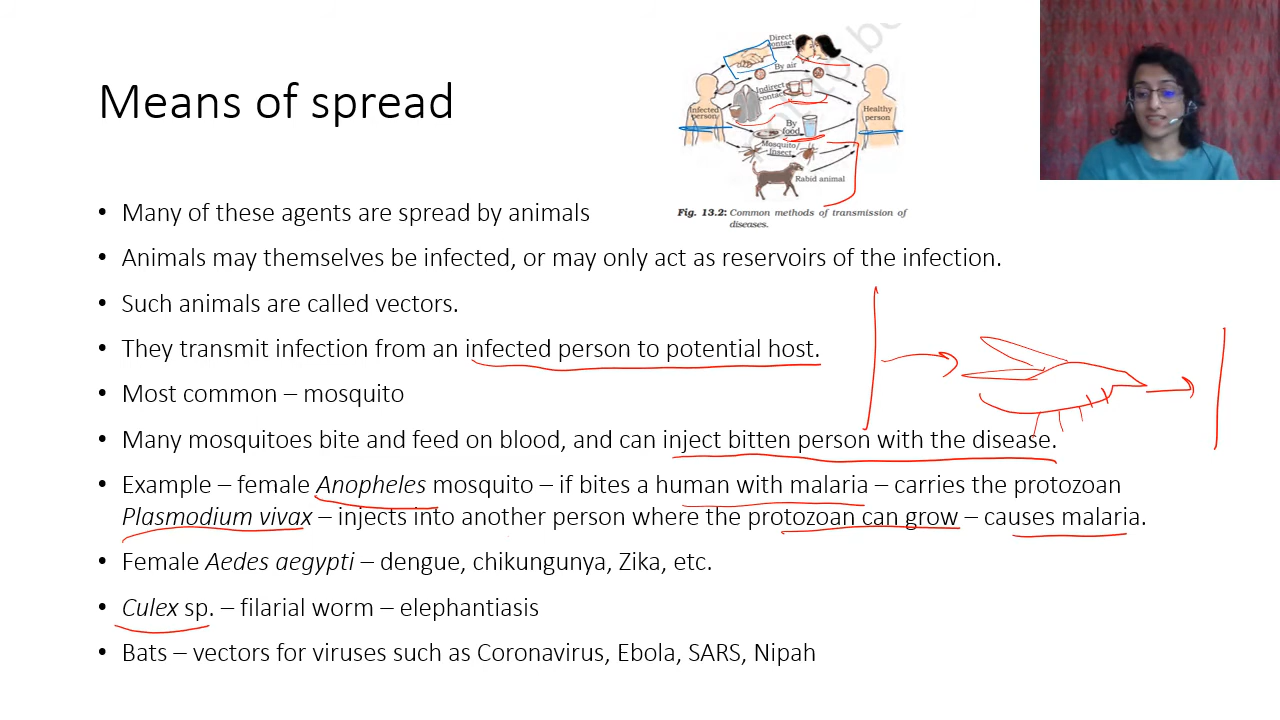 Means of spread
Direct
contact
By air
Indirect
contact
Infected
person
Healthy
person
By
food
Mosquito/
Insect
Rabid animal
Fig. 13.2: Common methods of transmission of
diseases.
• Many of these agents are spread by animals
• Animals may themselves be infected, or may only act as reservoirs of the infection.
• Such animals are called vectors.
• They transmit infection from an infected person to potential host.
• Most common – mosquito
• Many mosquitoes bite and feed on blood, and can inject bitten person with the disease.
• Example – female Anopheles mosquito – if bites a human with malaria – carries the protozoan
Plasmodium vivax – injects into another person where the protozoan can grow – causes malaria.
• Female Aedes aegypti – dengue, chikungunya, Zika, etc.
• Culex sp. – filarial worm – elephantiasis
• Bats – vectors for viruses such as Coronavirus, Ebola, SARS, Nipah